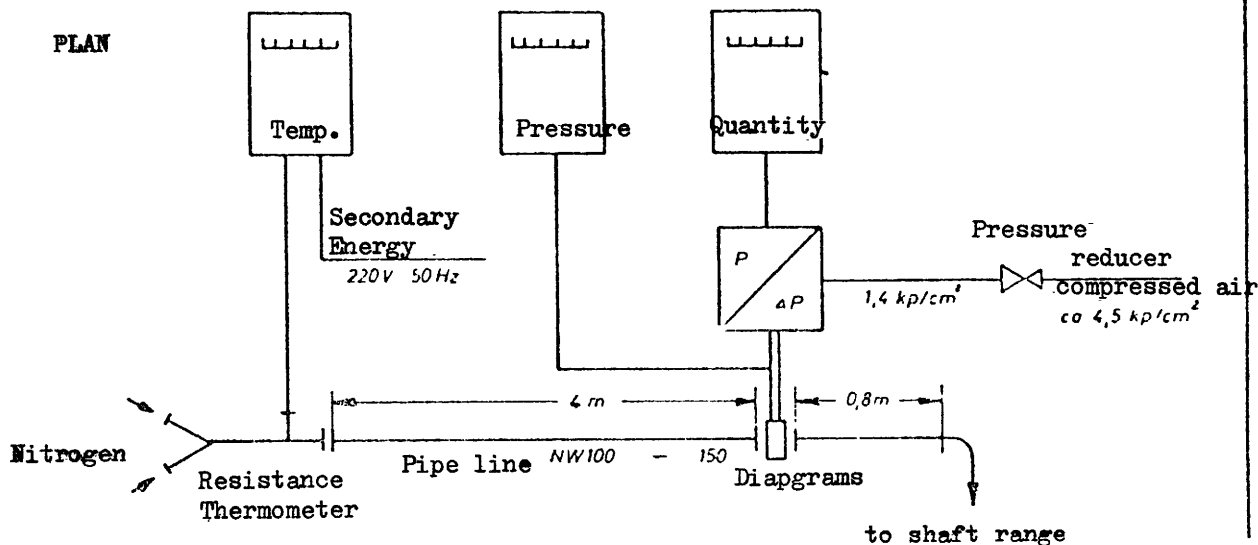 PLAN
Temp.
Pressure
Quantity
Secondary
Energy
220V 50Hz
P
ΔP
1,4 kp/cm²
Pressure
reducer
compressed air
ca 4,5 kp/cm²
4 m
0,8m
Nitrogen
Pipe line NW100 - 150
Resistance
Thermometer
Diapgrams
to shaft range